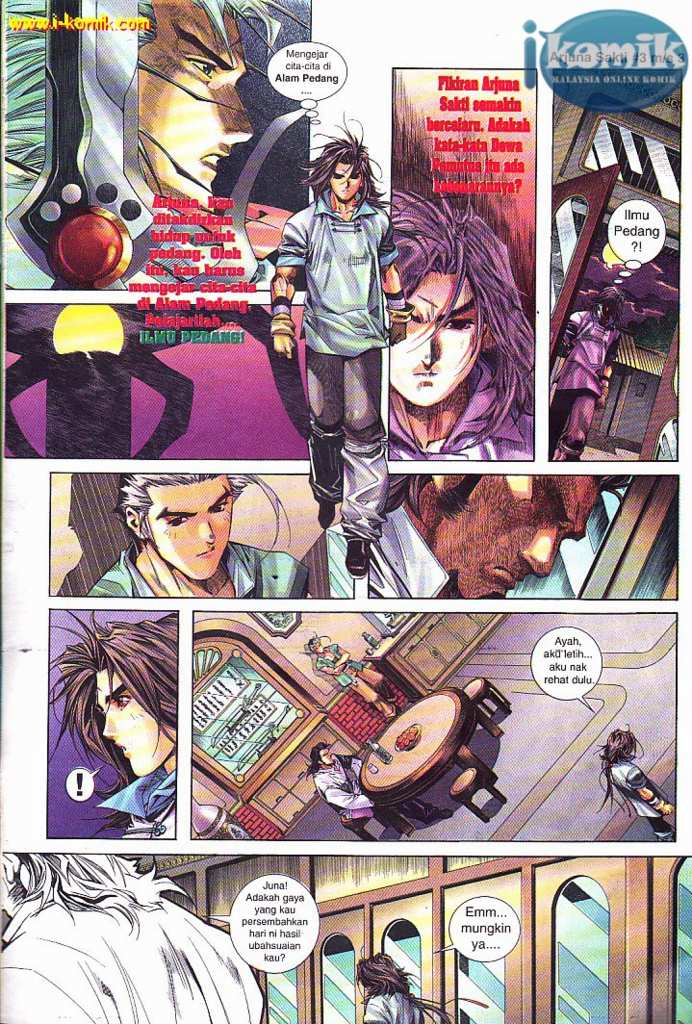 www.i-komik.com
Arjuna Sakti 43 m/s 3
ikomik
MALAYSIA ONLINE KOMIK
Mengejar
cita-cita di
Alam Pedang
....
Arjuna, kau
ditakdirkan
hidup untuk
pedang. Oleh
itu, kau harus
mengejar cita-cita
di Alam Pedang.
Pelajarilah....
ILMU PEDANG!
Fikiran Arjuna
Sakti semakin
bercelaru. Adakah
kata-kata Dewa
itu ada
kebenarannya?
Ilmu
Pedang
?!
!
Ayah,
aku letih...
aku nak
rehat dulu.
Juna!
Adakah gaya
yang kau
persembahkan
hari ni hasil
ubahsuaian
kau?
Emm...
mungkin
ya....